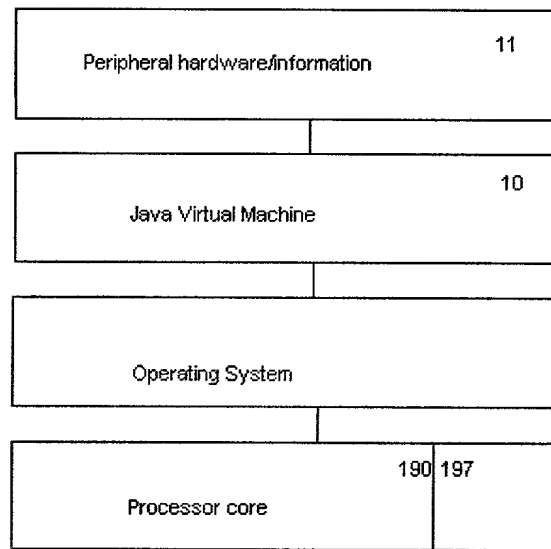 11
Peripheral hardware/information
10
Java Virtual Machine
Operating System
190 197
Processor core